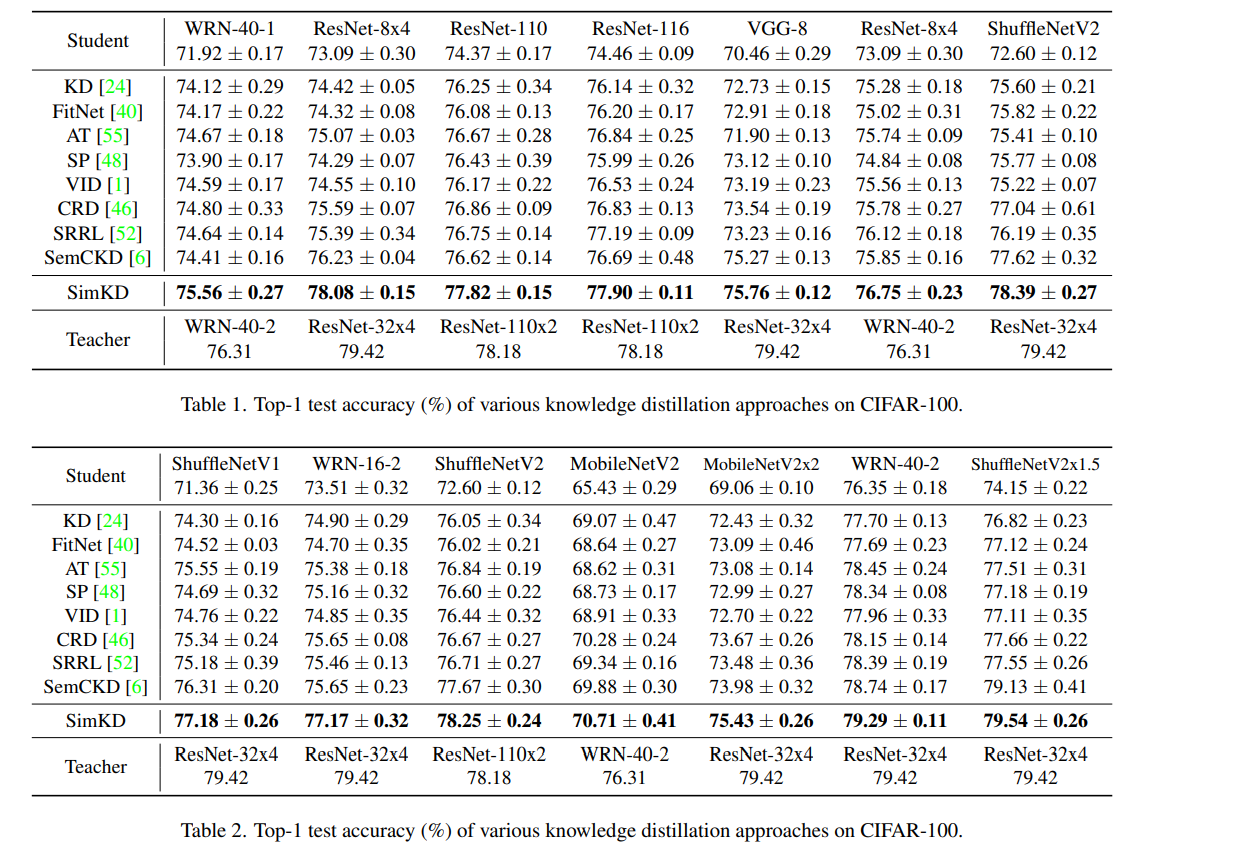 Student WRN-40-1 ResNet-8x4 ResNet-110 ResNet-116 VGG-8 ResNet-8x4 ShuffleNetV2
71.92 ± 0.17 73.09 ± 0.30 74.37 ± 0.17 74.46 ± 0.09 70.46 ± 0.29 73.09 ± 0.30 72.60 ± 0.12
KD [24] 74.12 ± 0.29 74.42 ± 0.05 76.25 ± 0.34 76.14 ± 0.32 72.73 ± 0.15 75.28 ± 0.18 75.60 ± 0.21
FitNet [40] 74.17 ± 0.22 74.32 ± 0.08 76.08 ± 0.13 76.20 ± 0.17 72.91 ± 0.18 75.02 ± 0.31 75.82 ± 0.22
AT [55] 74.67 ± 0.18 75.07 ± 0.03 76.67 ± 0.28 76.84 ± 0.25 71.90 ± 0.13 75.74 ± 0.09 75.41 ± 0.10
SP [48] 73.90 ± 0.17 74.29 ± 0.07 76.43 ± 0.39 75.99 ± 0.26 73.12 ± 0.10 74.84 ± 0.08 75.77 ± 0.08
VID [1] 74.59 ± 0.17 74.55 ± 0.10 76.17 ± 0.22 76.53 ± 0.24 73.19 ± 0.23 75.56 ± 0.13 75.22 ± 0.07
CRD [46] 74.80 ± 0.33 75.59 ± 0.07 76.86 ± 0.09 76.83 ± 0.13 73.54 ± 0.19 75.78 ± 0.27 77.04 ± 0.61
SRRL [52] 74.64 ± 0.14 75.39 ± 0.34 76.75 ± 0.14 77.19 ± 0.09 73.23 ± 0.16 76.12 ± 0.18 76.19 ± 0.35
SemCKD [6] 74.41 ± 0.16 76.23 ± 0.04 76.62 ± 0.14 76.69 ± 0.48 75.27 ± 0.13 75.85 ± 0.16 77.62 ± 0.32
SimKD 75.56 ± 0.27 78.08 ± 0.15 77.82 ± 0.15 77.90 ± 0.11 75.76 ± 0.12 76.75 ± 0.23 78.39 ± 0.27
Teacher WRN-40-2 ResNet-32x4 ResNet-110x2 ResNet-110x2 ResNet-32x4 WRN-40-2 ResNet-32x4
76.31 79.42 78.18 78.18 79.42 76.31 79.42
Table 1. Top-1 test accuracy (%) of various knowledge distillation approaches on CIFAR-100.
Student ShuffleNetV1 WRN-16-2 ShuffleNetV2 MobileNetV2 MobileNetV2x2 WRN-40-2 ShuffleNetV2x1.5
71.36 ± 0.25 73.51 ± 0.32 72.60 ± 0.12 65.43 ± 0.29 69.06 ± 0.10 76.35 ± 0.18 74.15 ± 0.22
KD [24] 74.30 ± 0.16 74.90 ± 0.29 76.05 ± 0.34 69.07 ± 0.47 72.43 ± 0.32 77.70 ± 0.13 76.82 ± 0.23
FitNet [40] 74.52 ± 0.03 74.70 ± 0.35 76.02 ± 0.21 68.64 ± 0.27 73.09 ± 0.46 77.69 ± 0.23 77.12 ± 0.24
AT [55] 75.55 ± 0.19 75.38 ± 0.18 76.84 ± 0.19 68.62 ± 0.31 73.08 ± 0.14 78.45 ± 0.24 77.51 ± 0.31
SP [48] 74.69 ± 0.32 75.16 ± 0.32 76.60 ± 0.22 68.73 ± 0.17 72.99 ± 0.27 78.34 ± 0.08 77.18 ± 0.19
VID [1] 74.76 ± 0.22 74.85 ± 0.35 76.44 ± 0.32 68.91 ± 0.33 72.70 ± 0.22 77.96 ± 0.33 77.11 ± 0.35
CRD [46] 75.34 ± 0.24 75.65 ± 0.08 76.67 ± 0.27 70.28 ± 0.24 73.67 ± 0.26 78.15 ± 0.14 77.66 ± 0.22
SRRL [52] 75.18 ± 0.39 75.46 ± 0.13 76.71 ± 0.27 69.34 ± 0.16 73.48 ± 0.36 78.39 ± 0.19 77.55 ± 0.26
SemCKD [6] 76.31 ± 0.20 75.65 ± 0.23 77.67 ± 0.30 69.88 ± 0.30 73.98 ± 0.32 78.74 ± 0.17 79.13 ± 0.41
SimKD 77.18 ± 0.26 77.17 ± 0.32 78.25 ± 0.24 70.71 ± 0.41 75.43 ± 0.26 79.29 ± 0.11 79.54 ± 0.26
Teacher ResNet-32x4 ResNet-32x4 ResNet-110x2 WRN-40-2 ResNet-32x4 ResNet-32x4 ResNet-32x4
79.42 79.42 78.18 76.31 79.42 79.42 79.42
Table 2. Top-1 test accuracy (%) of various knowledge distillation approaches on CIFAR-100.